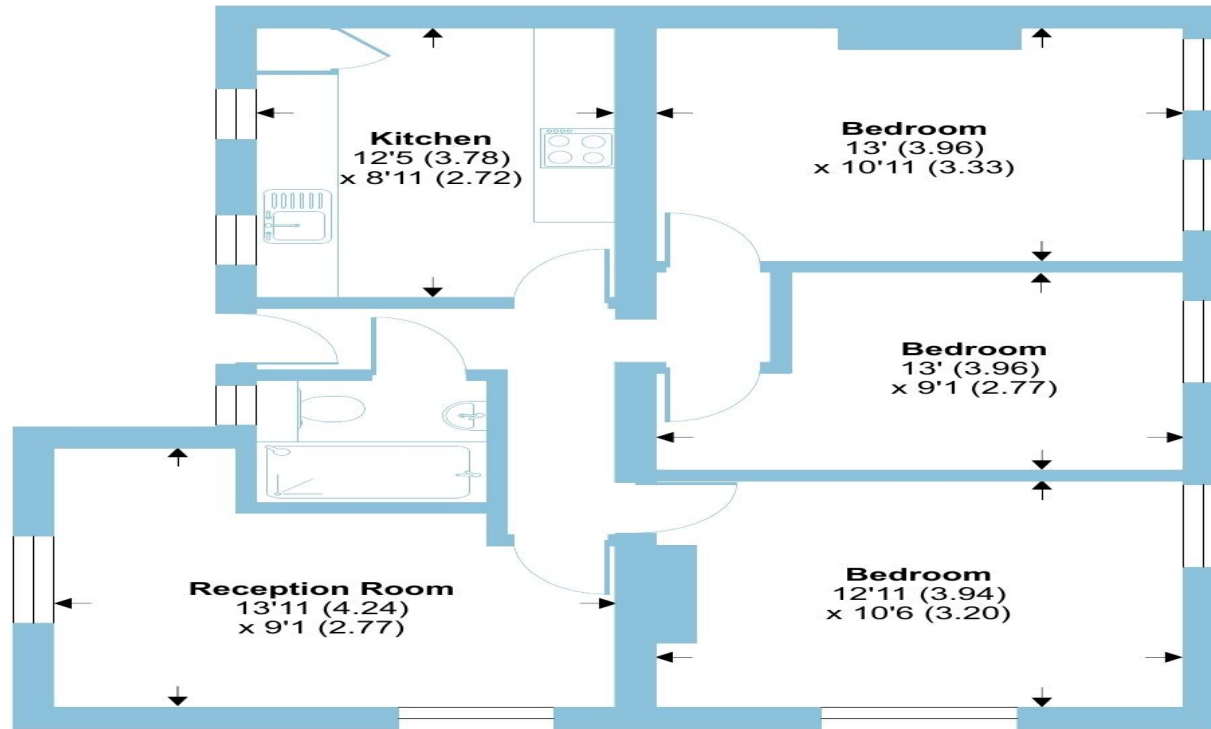 Kitchen
12'5 (3.78)
x 8'11 (2.72)
Bedroom
13' (3.96)
x 10'11 (3.33)
Bedroom
13' (3.96)
x 9'1 (2.77)
Reception Room
13'11 (4.24)
x 9'1 (2.77)
Bedroom
12'11 (3.94)
x 10'6 (3.20)